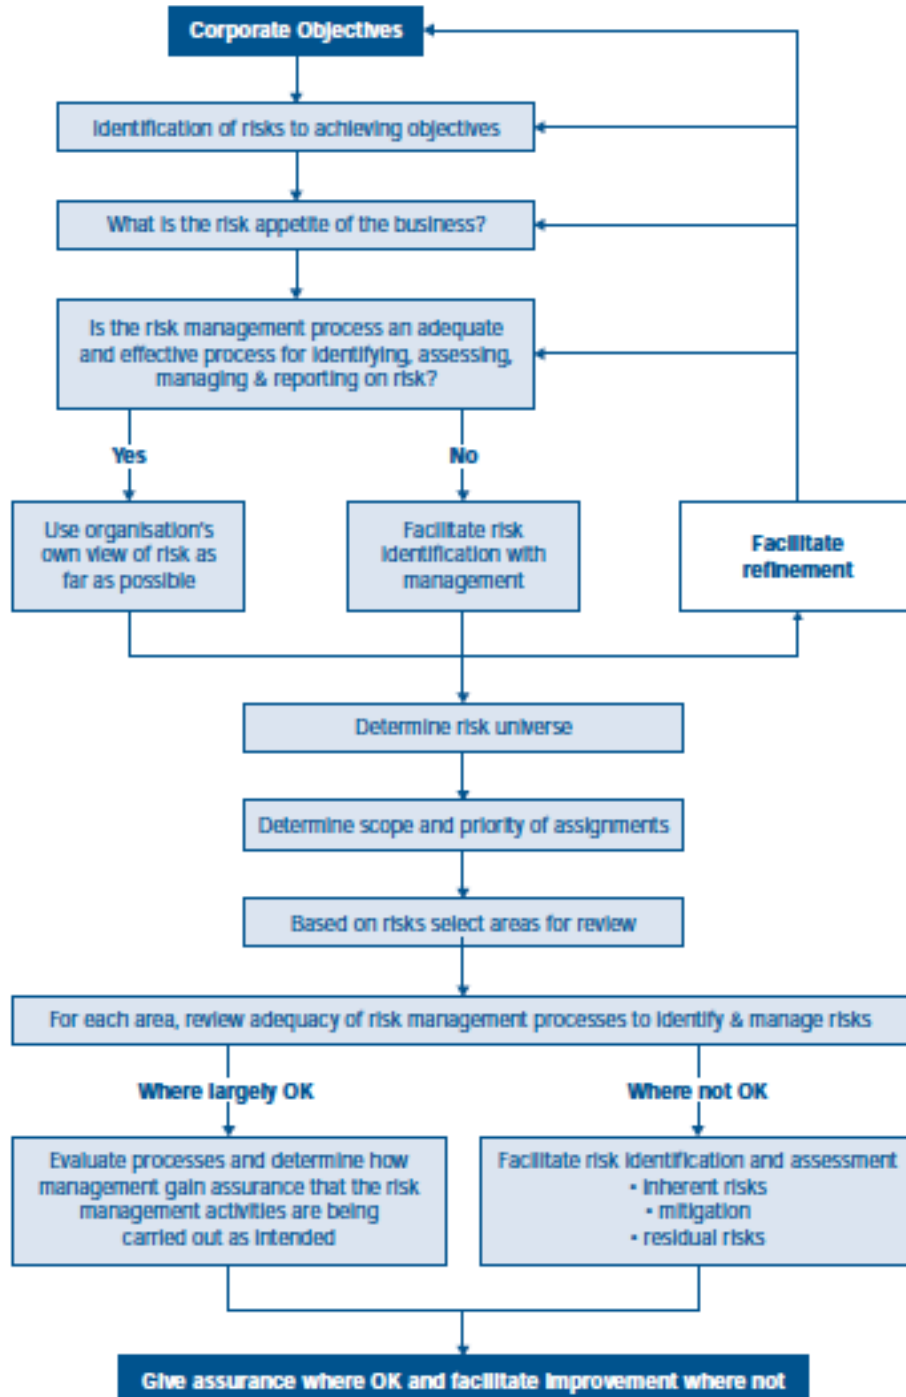 Corporate Objectives
Identification of risks to achieving objectives
What is the risk appetite of the business?
Is the risk management process an adequate
and effective process for identifying, assessing,
managing & reporting on risk?
Yes
No
Use organisation's
own view of risk as
far as possible
Facilitate risk
identification with
management
Facilitate
refinement
Determine risk universe
Determine scope and priority of assignments
Based on risks select areas for review
For each area, review adequacy of risk management processes to identify & manage risks
Where largely OK
Where not OK
Evaluate processes and determine how
management gain assurance that the risk
management activities are being
carried out as intended
Facilitate risk identification and assessment
• inherent risks
• mitigation
• residual risks
Give assurance where OK and facilitate improvement where not